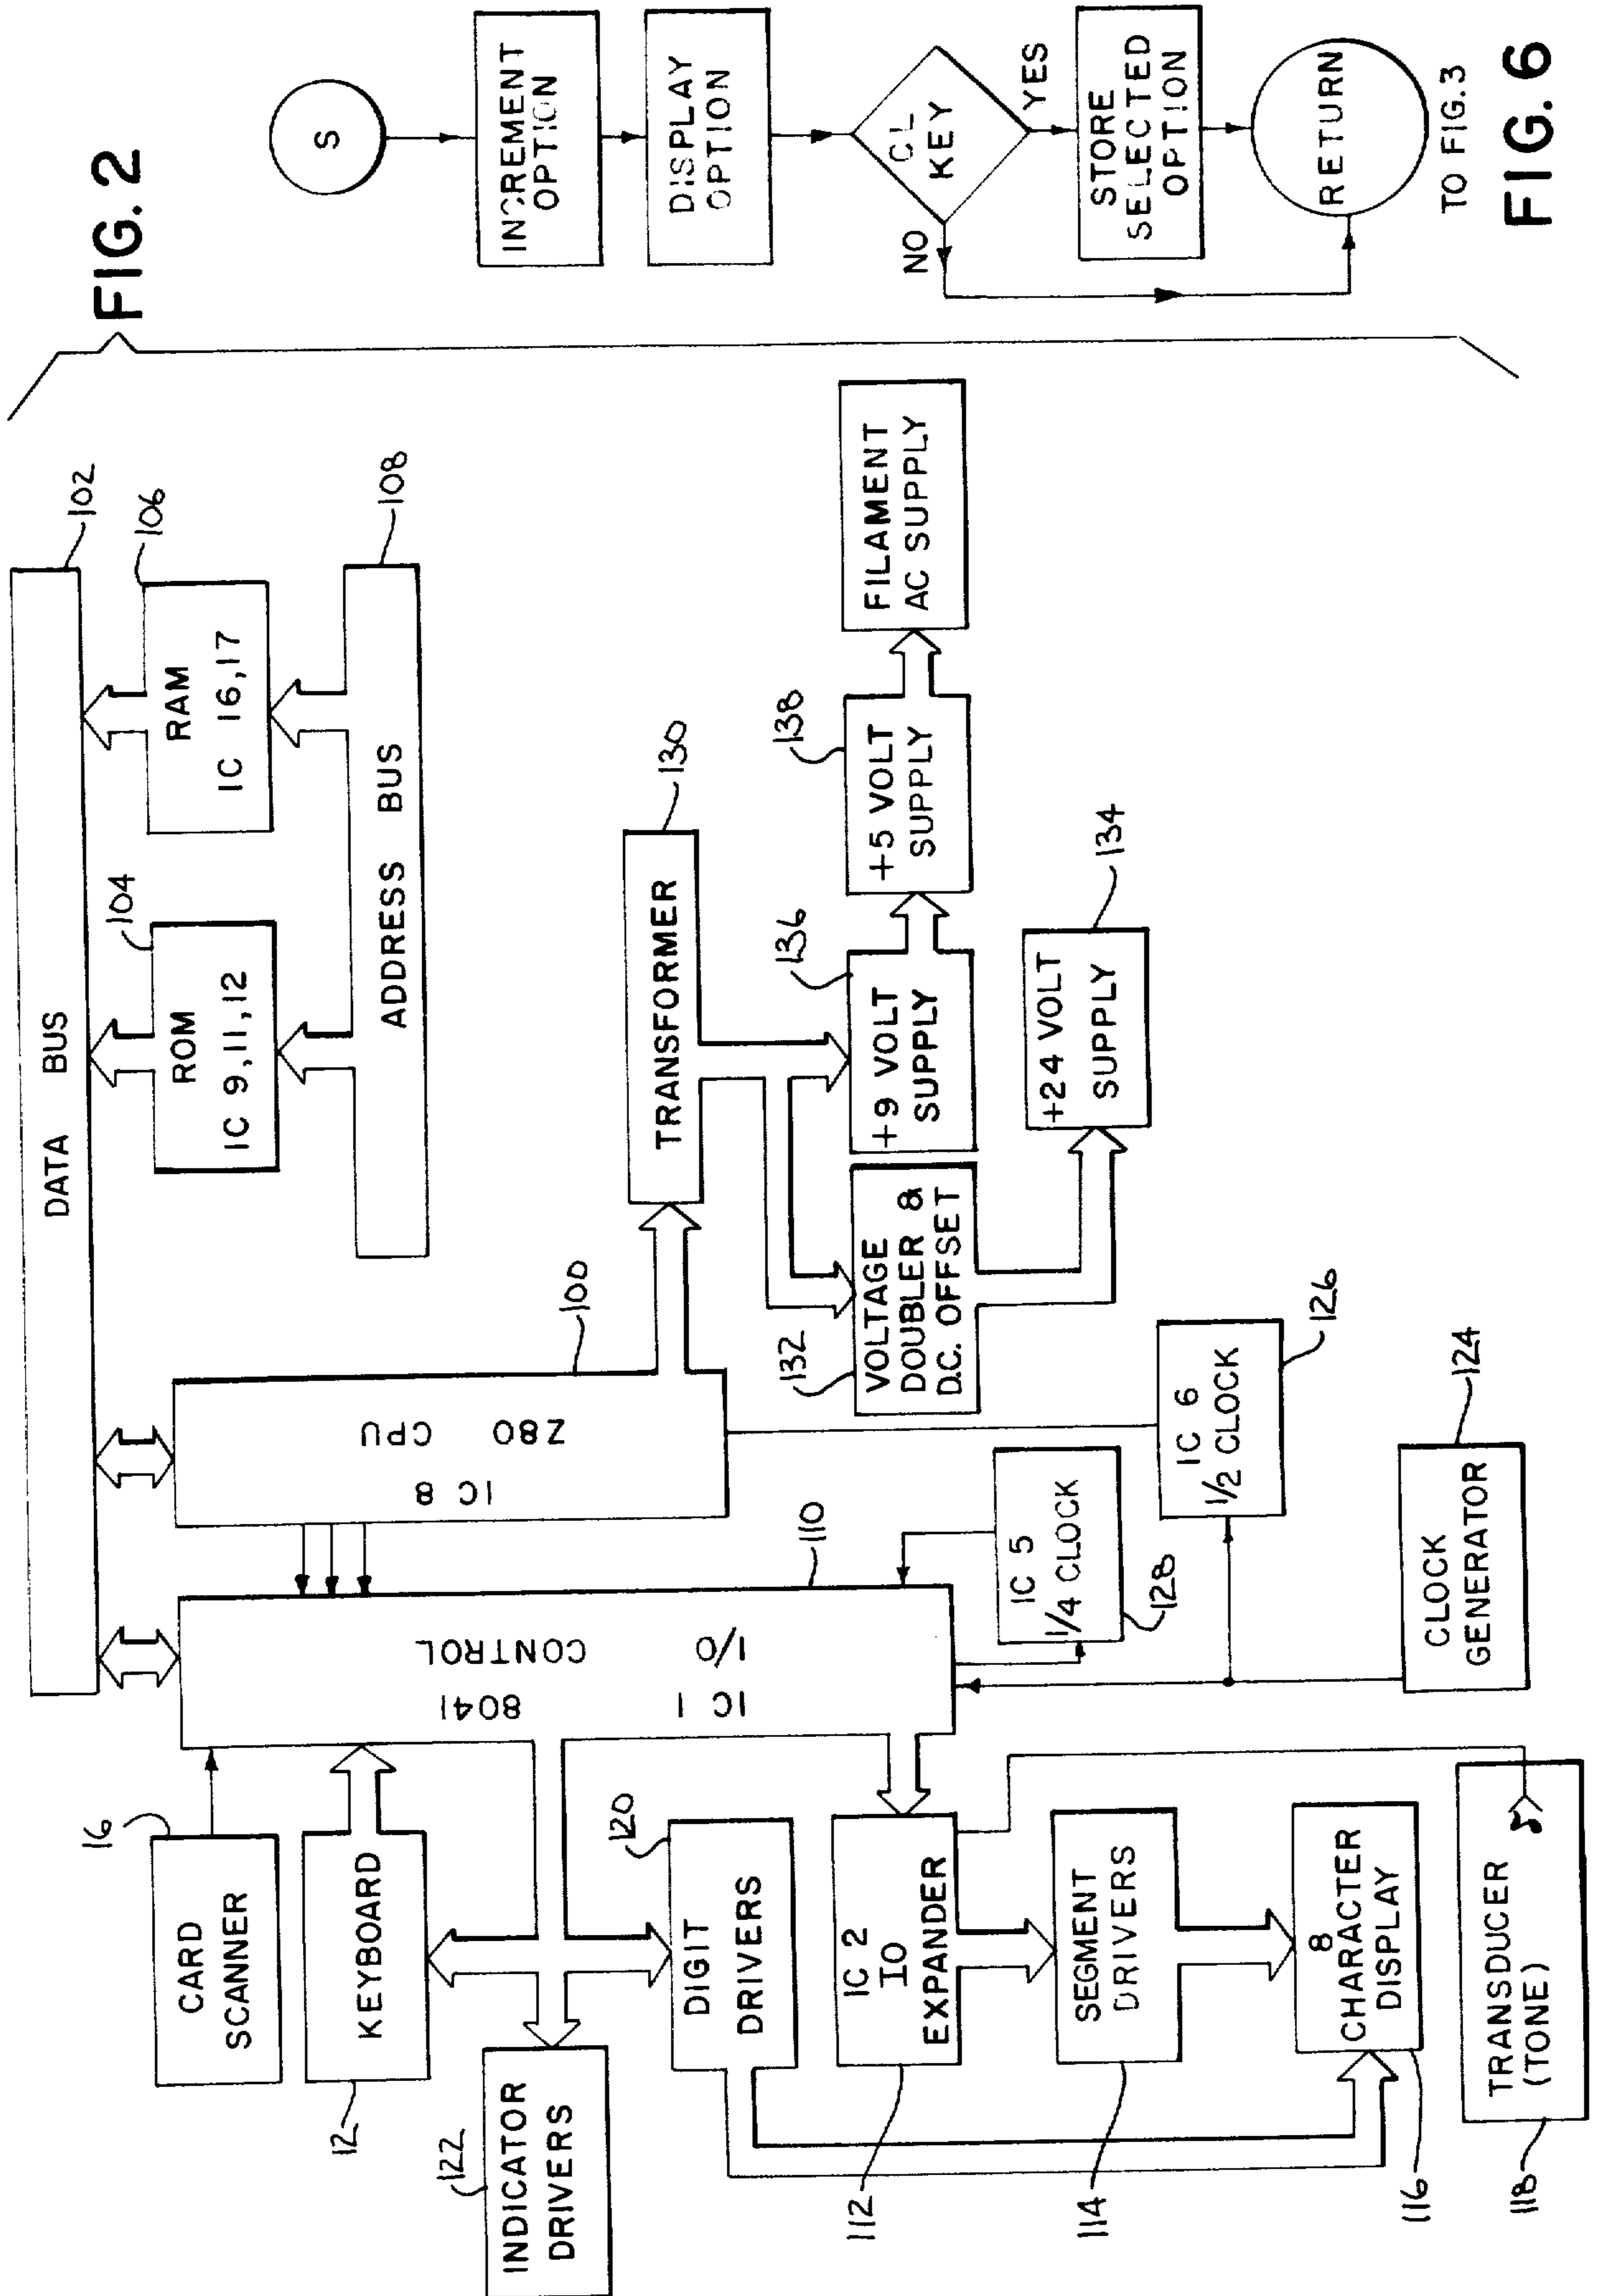 FIG. 2
DATA BUS
102
ROM
IC 9,11,12
104
RAM
IC 16,17
106
ADDRESS BUS
108
CARD
SCANNER
16
KEYBOARD
12
INDICATOR
DRIVERS
122
DIGIT
DRIVERS
120
IC 1
8041
I/O
CONTROL
110
IC 8
Z80
CPU
100
IC 2
IO
EXPANDER
112
SEGMENT
DRIVERS
114
8
CHARACTER
DISPLAY
116
TRANSDUCER
(TONE)
118
IC 5
1/4 CLOCK
128
IC 6
1/2 CLOCK
126
CLOCK
GENERATOR
124
TRANSFORMER
130
VOLTAGE
DOUBLER &
D.C. OFFSET
132
+9 VOLT
SUPPLY
136
+5 VOLT
SUPPLY
138
FILAMENT
AC SUPPLY
+24 VOLT
SUPPLY
134
S
INCREMENT
OPTION
DISPLAY
OPTION
CL
KEY
NO
YES
STORE
SELECTED
OPTION
RETURN
TO FIG.3
FIG. 6